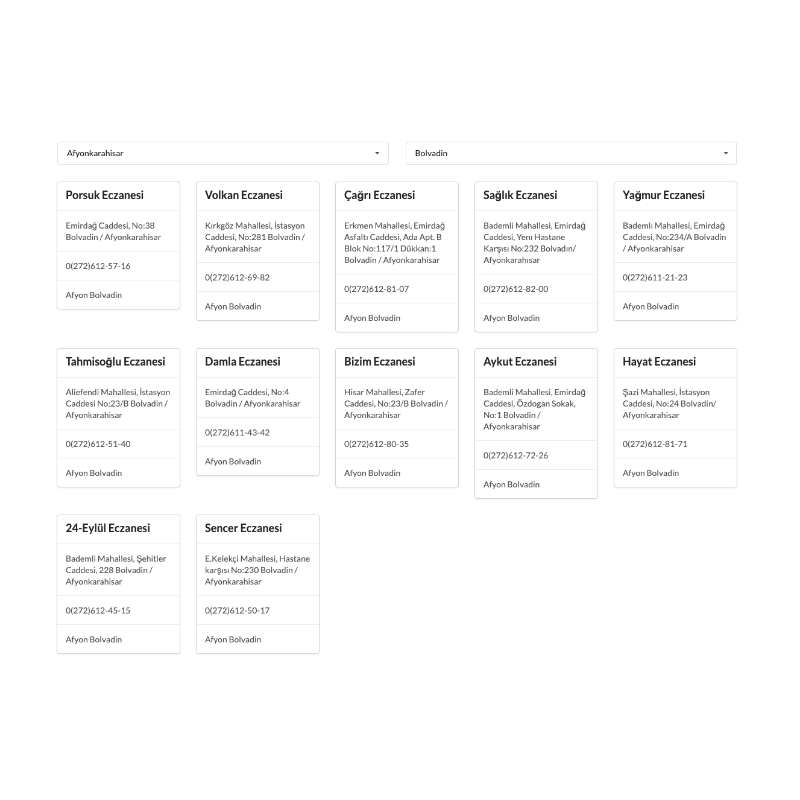 Afyonkarahisar
Bolvadin
Porsuk Eczanesi
Emirdağ Caddesi, No:38
Bolvadin / Afyonkarahisar
0(272)612-57-16
Afyon Bolvadin
Volkan Eczanesi
Kırkgöz Mahallesi, İstasyon
Caddesi, No:281 Bolvadin /
Afyonkarahisar
0(272)612-69-82
Afyon Bolvadin
Çağrı Eczanesi
Erkmen Mahallesi, Emirdağ
Asfaltı Caddesi, Ada Apt. B
Blok No:117/1 Dükkan:1
Bolvadin / Afyonkarahisar
0(272)612-81-07
Afyon Bolvadin
Sağlık Eczanesi
Bademli Mahallesi, Emirdağ
Caddesi, Yenı Hastane
Karşısı No:232 Bolvadın/
Afyonkarahısar
0(272)612-82-00
Afyon Bolvadin
Yağmur Eczanesi
Bademlı Mahallesi, Emirdağ
Caddesi, No:234/A Bolvadin
/ Afyonkarahisar
0(272)611-21-23
Afyon Bolvadin
Tahmisoğlu Eczanesi
Aliefendi Mahallesi, İstasyon
Caddesi No:23/B Bolvadin /
Afyonkarahisar
0(272)612-51-40
Afyon Bolvadin
Damla Eczanesi
Emirdağ Caddesi, No:4
Bolvadin / Afyonkarahisar
0(272)611-43-42
Afyon Bolvadin
Bizim Eczanesi
Hisar Mahallesi, Zafer
Caddesi, No:23/B Bolvadin /
Afyonkarahisar
0(272)612-80-35
Afyon Bolvadin
Aykut Eczanesi
Bademli Mahallesi, Emirdağ
Caddesi, Özdogan Sokak,
No:1 Bolvadin /
Afyonkarahisar
0(272)612-72-26
Afyon Bolvadin
Hayat Eczanesi
Şazi Mahallesi, İstasyon
Caddesi, No:24 Bolvadin/
Afyonkarahisar
0(272)612-81-71
Afyon Bolvadin
24-Eylül Eczanesi
Bademli Mahallesi, Şehitler
Caddesi, 228 Bolvadin /
Afyonkarahisar
0(272)612-45-15
Afyon Bolvadin
Sencer Eczanesi
E.Kelekçi Mahallesi, Hastane
karşısı No:230 Bolvadin /
Afyonkarahisar
0(272)612-50-17
Afyon Bolvadin